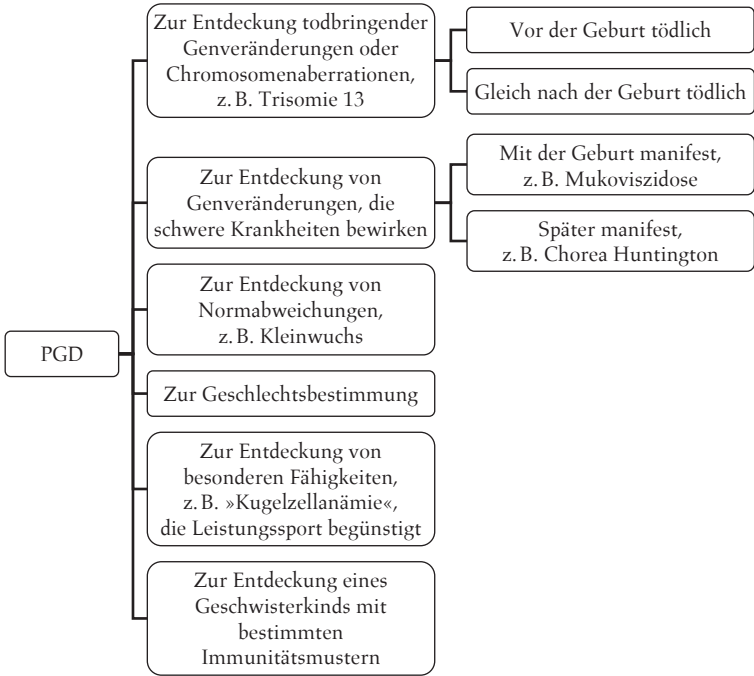 PGD
Zur Entdeckung todbringender
Genveränderungen oder
Chromosomenaberrationen,
z. B. Trisomie 13
Vor der Geburt tödlich
Gleich nach der Geburt tödlich
Zur Entdeckung von
Genveränderungen, die
schwere Krankheiten bewirken
Mit der Geburt manifest,
z. B. Mukoviszidose
Später manifest,
z. B. Chorea Huntington
Zur Entdeckung von
Normabweichungen,
z. B. Kleinwuchs
Zur Geschlechtsbestimmung
Zur Entdeckung von
besonderen Fähigkeiten,
z. B. »Kugelzellanämie«,
die Leistungssport begünstigt
Zur Entdeckung eines
Geschwisterkinds mit
bestimmten
Immunitätsmustern